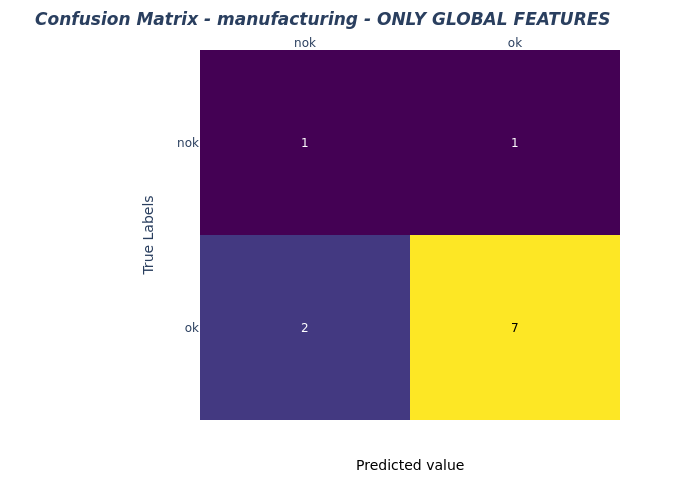 Confusion Matrix - manufacturing - ONLY GLOBAL FEATURES
nok ok
nok 1 1
True Labels
ok 2 7
Predicted value